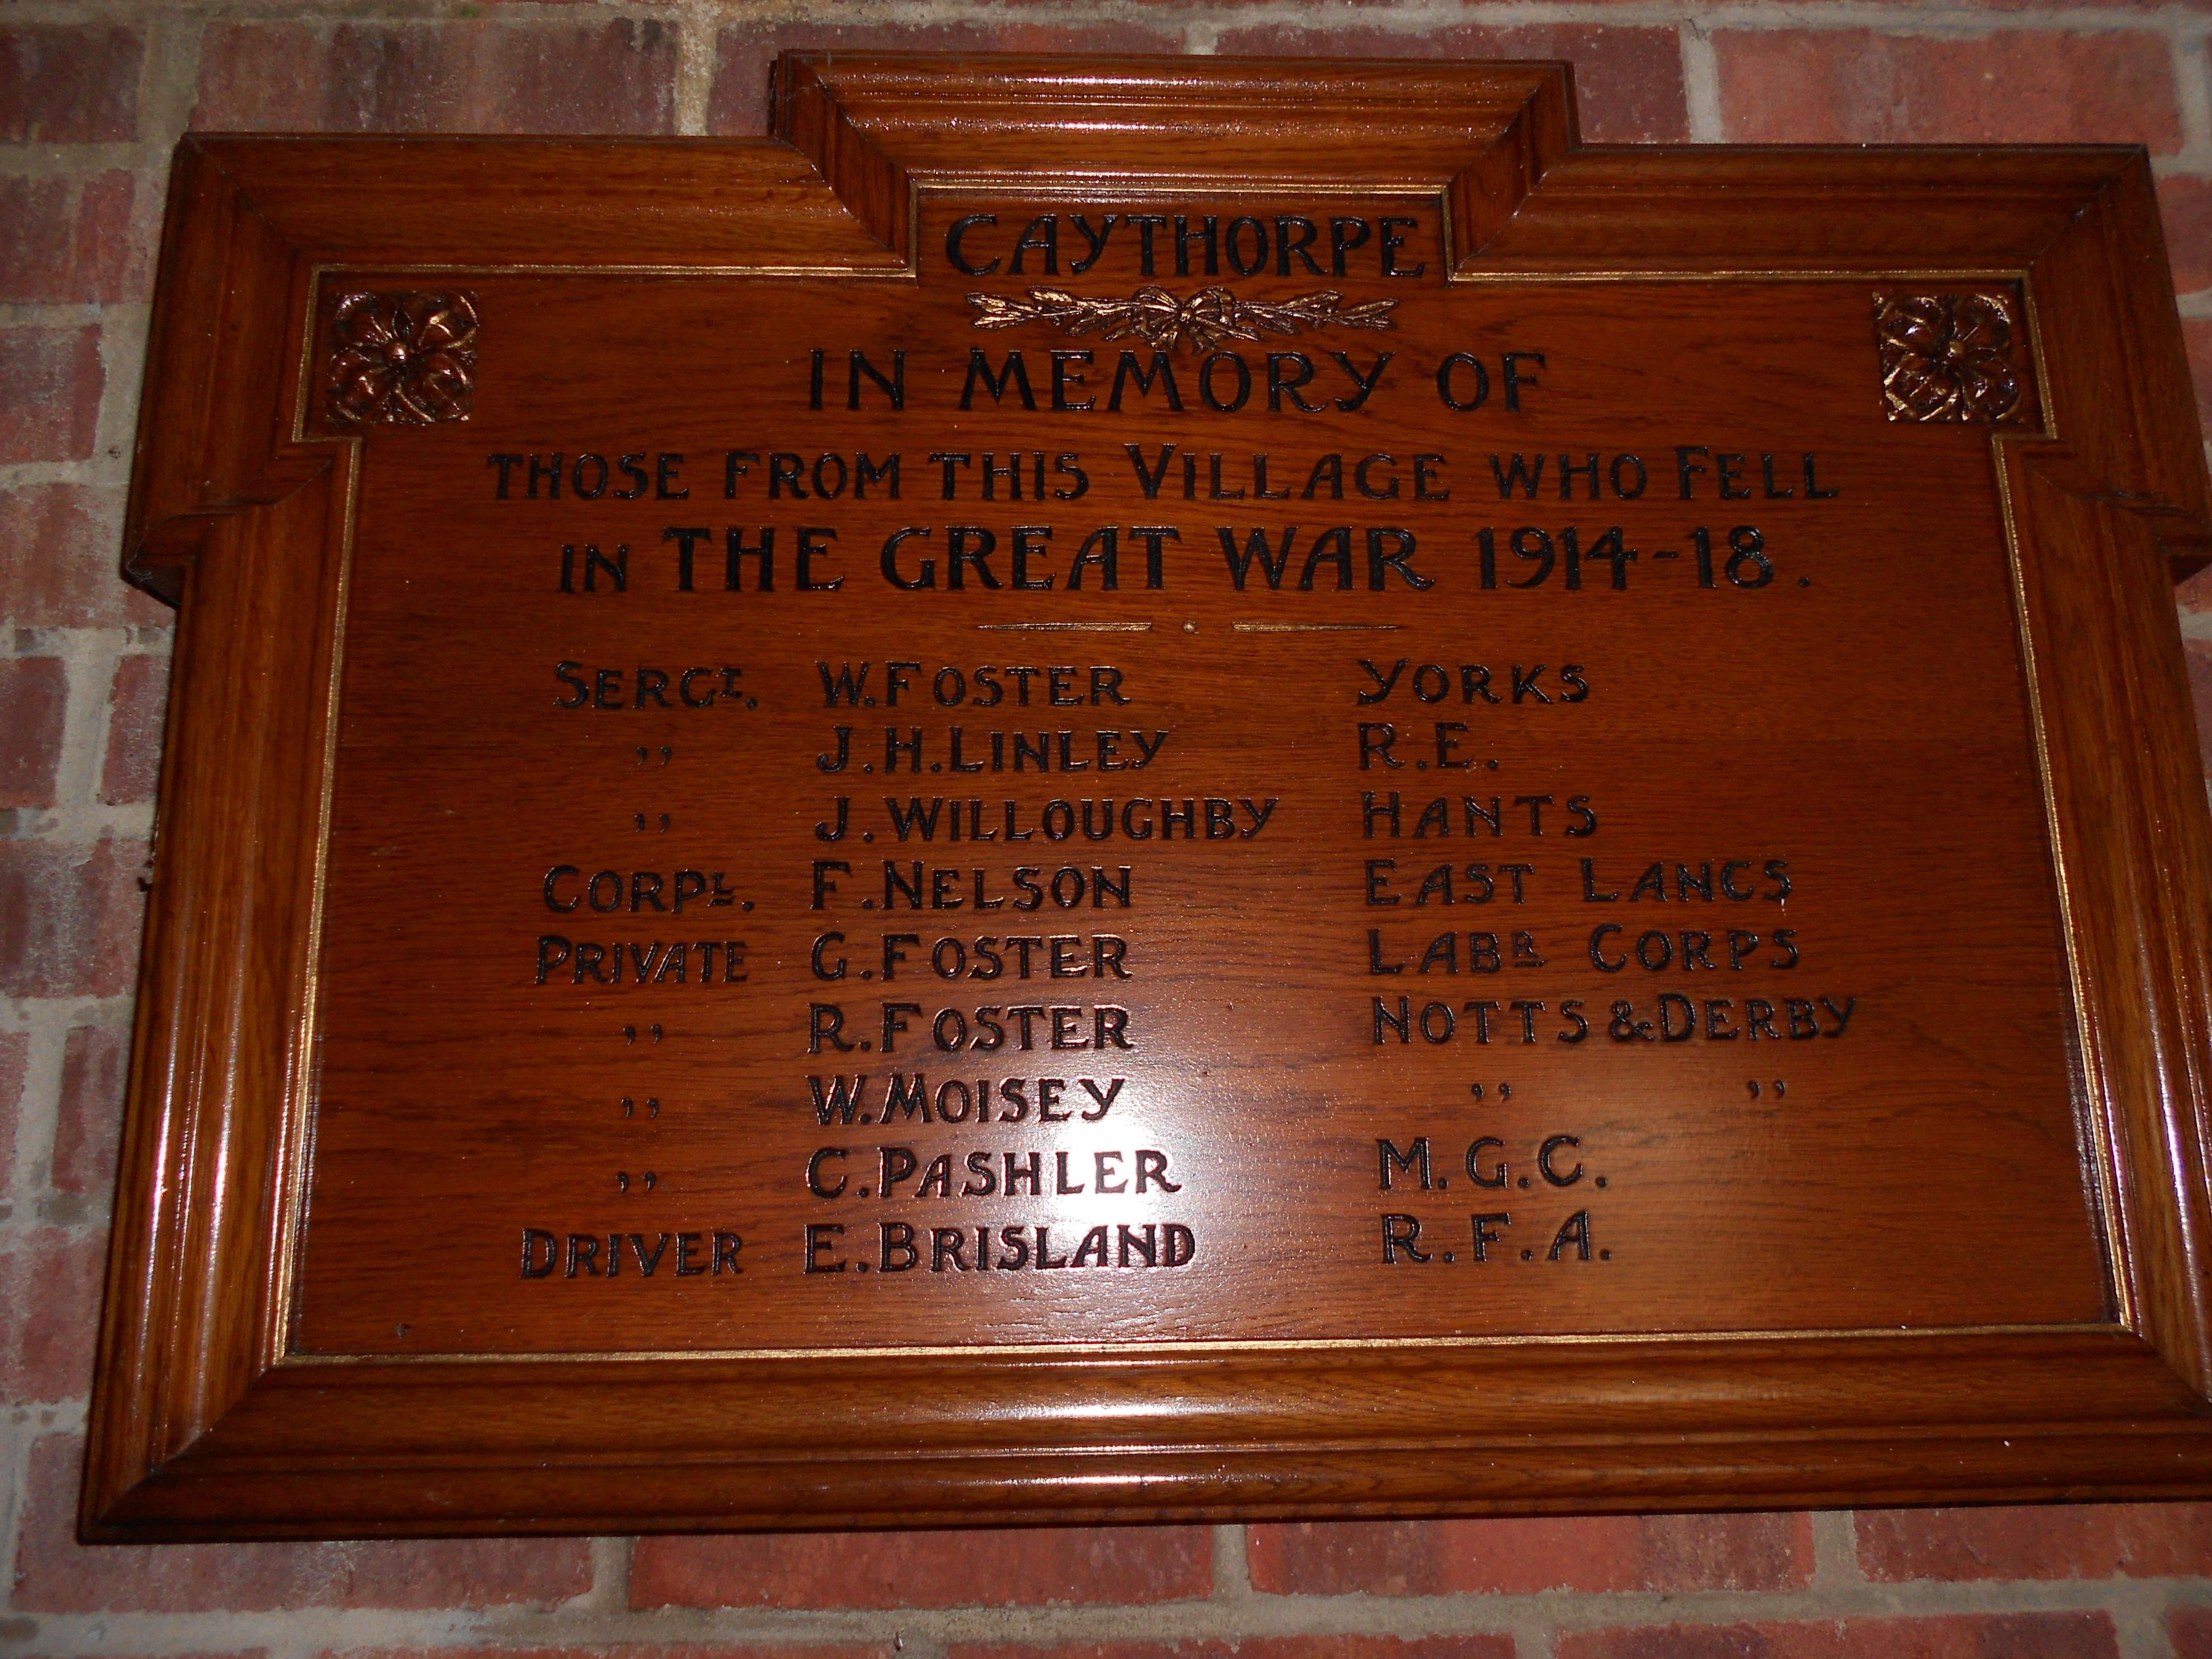 CAYTHORPE
IN MEMORY OF
THOSE FROM THIS VILLAGE WHO FELL
IN THE GREAT WAR 1914-18.
SERGT. W. FOSTER YORKS
,, J. H. LINLEY R.E.
,, J. WILLOUGHBY HANTS
CORPL. F. NELSON EAST LANCS
PRIVATE G. FOSTER LABR CORPS
,, R. FOSTER NOTTS & DERBY
,, W. MOISEY ,, ,,
,, C. PASHLER M.G.C.
DRIVER E. BRISLAND R.F.A.